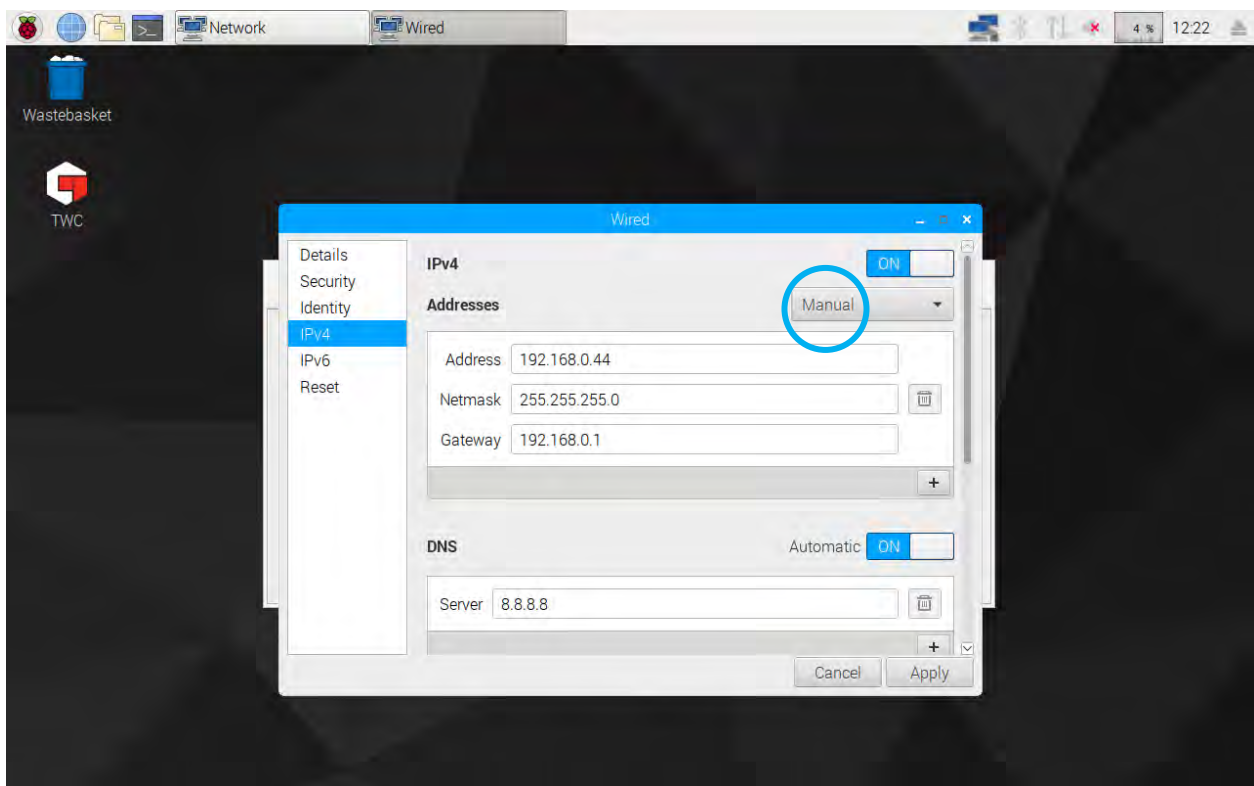 Network Wired 4 % 12:22
Wastebasket
TWC
Wired
Details
Security
Identity
IPv4
IPv6
Reset
IPv4 ON
Addresses Manual
Address 192.168.0.44
Netmask 255.255.255.0
Gateway 192.168.0.1
+
DNS Automatic ON
Server 8.8.8.8
+
Cancel Apply